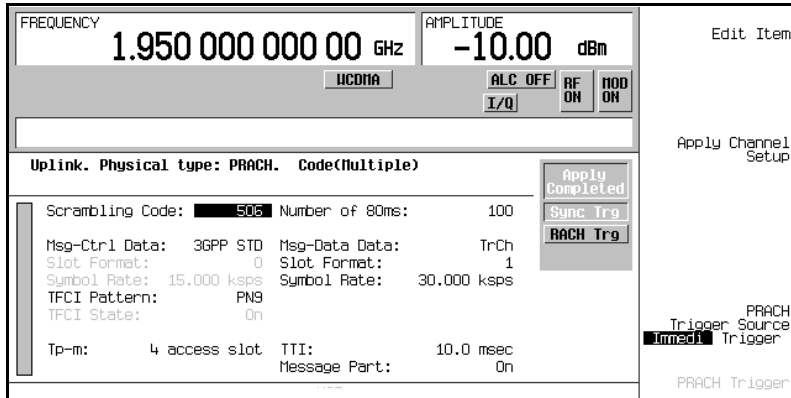 FREQUENCY
1.950 000 000 00 GHz
AMPLITUDE
-10.00 dBm
WCDMA
ALC OFF
I/Q
RF ON
MOD ON
Uplink. Physical type: PRACH. Code(Multiple)
Apply Completed
Sync Trg
RACH Trg
Scrambling Code: 506 Number of 80ms: 100
Msg-Ctrl Data: 3GPP STD Msg-Data Data: TrCh
Slot Format: 0 Slot Format: 1
Symbol Rate: 15.000 ksps Symbol Rate: 30.000 ksps
TFCI Pattern: PN9
TFCI State: On
Tp-m: 4 access slot TTI: 10.0 msec
Message Part: On
Edit Item
Apply Channel
Setup
PRACH
Trigger Source
Immedi Trigger
PRACH Trigger